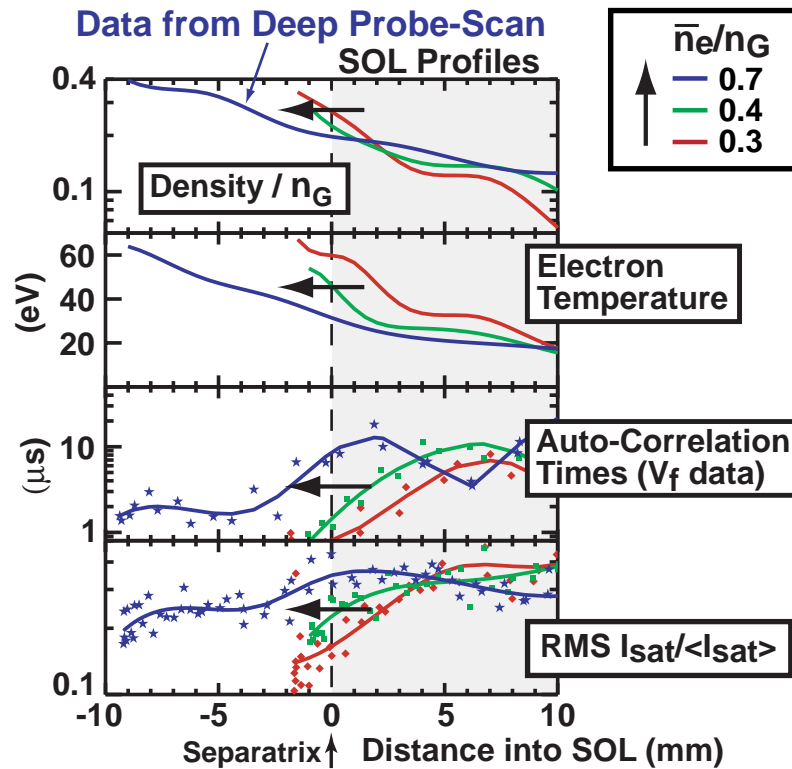 Data from Deep Probe-Scan
SOL Profiles
n̅e/nG
0.7
0.4
0.3
0.4
0.1
Density / nG
60
40
20
(eV)
Electron
Temperature
10
1
(μs)
Auto-Correlation
Times (Vf data)
0.1
RMS Isat/<Isat>
-10
-5
0
5
10
Separatrix
Distance into SOL (mm)